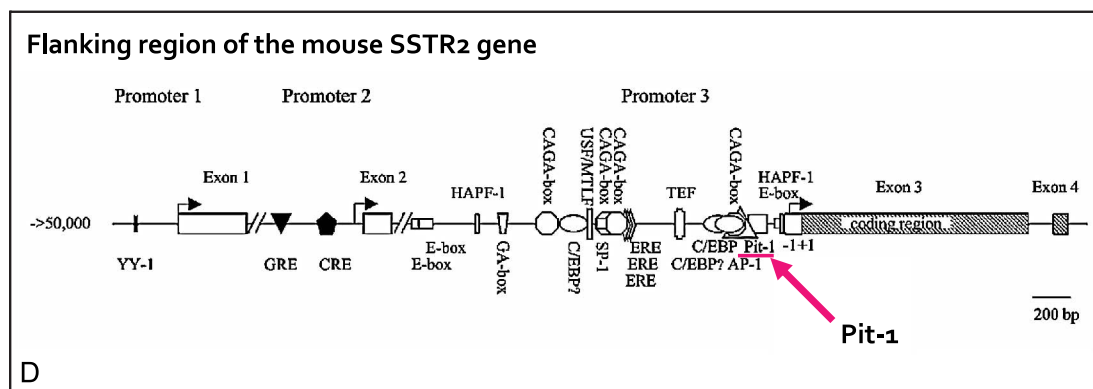 Flanking region of the mouse SSTR2 gene
Promoter 1 Promoter 2 Promoter 3
CAGA-box
USF/MTLF
CAGA-box
CAGA-box
CAGA-box
HAPF-1
E-box
Exon 1
Exon 2
HAPF-1
TEF
Exon 3
Exon 4
->50,000
coding region
YY-1
GRE
CRE
E-box
E-box
GA-box
C/EBP?
SP-1
ERE
ERE
ERE
C/EBP Pit-1 -1+1
C/EBP? AP-1
200 bp
Pit-1
D